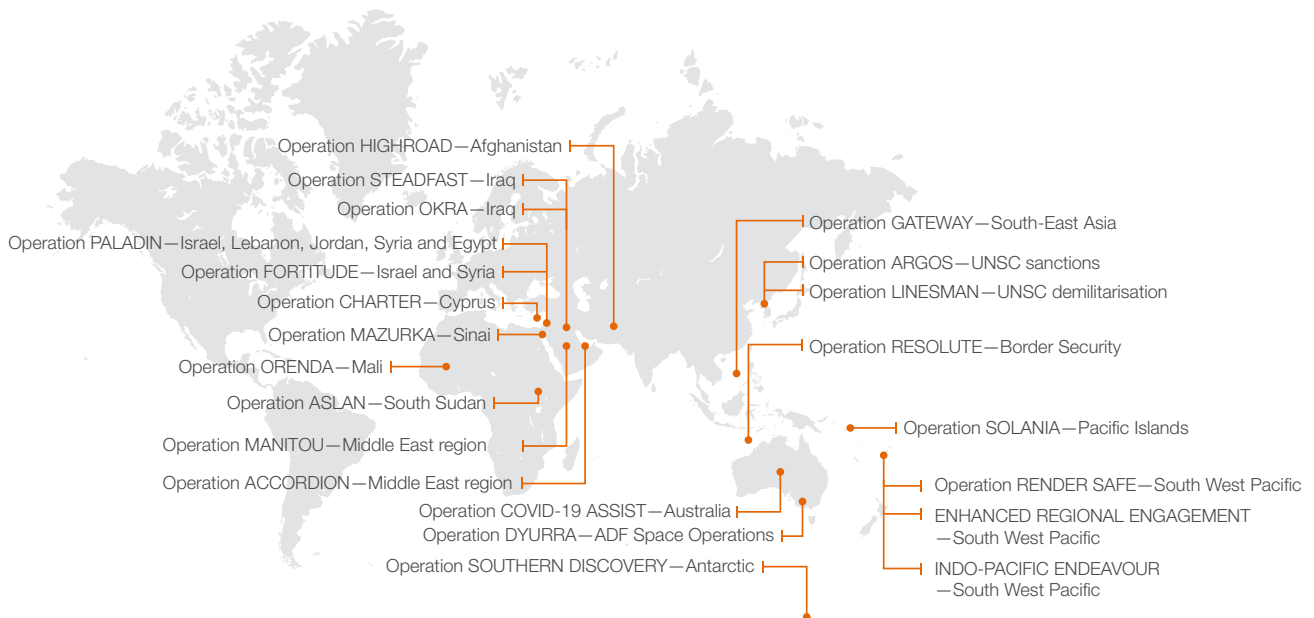 Operation HIGHROAD—Afghanistan
Operation STEADFAST—Iraq
Operation OKRA—Iraq
Operation PALADIN—Israel, Lebanon, Jordan, Syria and Egypt
Operation FORTITUDE—Israel and Syria
Operation CHARTER—Cyprus
Operation MAZURKA—Sinai
Operation ORENDA—Mali
Operation ASLAN—South Sudan
Operation MANITOU—Middle East region
Operation ACCORDION—Middle East region
Operation COVID-19 ASSIST—Australia
Operation DYURRA—ADF Space Operations
Operation SOUTHERN DISCOVERY—Antarctic
Operation GATEWAY—South-East Asia
Operation ARGOS—UNSC sanctions
Operation LINESMAN—UNSC demilitarisation
Operation RESOLUTE—Border Security
Operation SOLANIA—Pacific Islands
Operation RENDER SAFE—South West Pacific
ENHANCED REGIONAL ENGAGEMENT
—South West Pacific
INDO-PACIFIC ENDEAVOUR
—South West Pacific